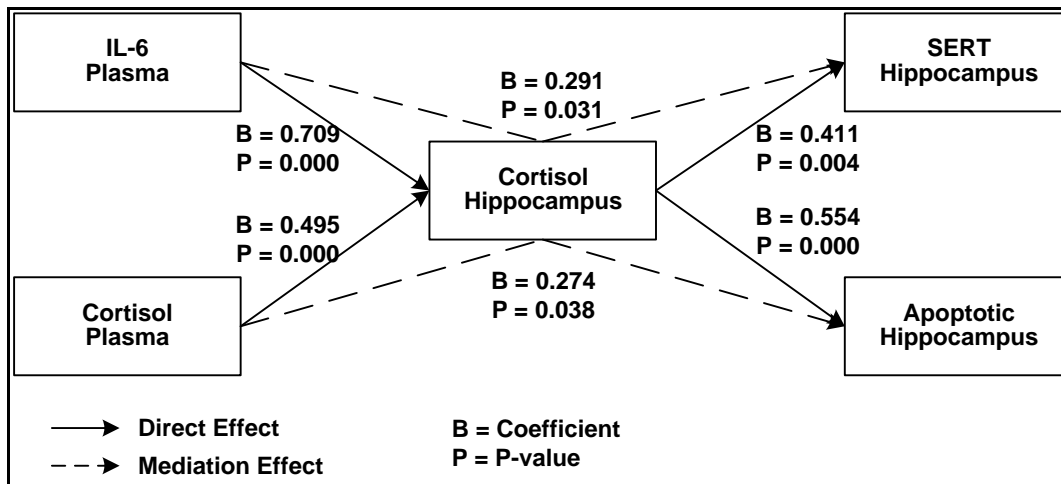 IL-6
Plasma
SERT
Hippocampus
B = 0.291
P = 0.031
B = 0.709
P = 0.000
B = 0.411
P = 0.004
Cortisol
Hippocampus
B = 0.495
P = 0.000
B = 0.554
P = 0.000
B = 0.274
P = 0.038
Cortisol
Plasma
Apoptotic
Hippocampus
Direct Effect
Mediation Effect
B = Coefficient
P = P-value